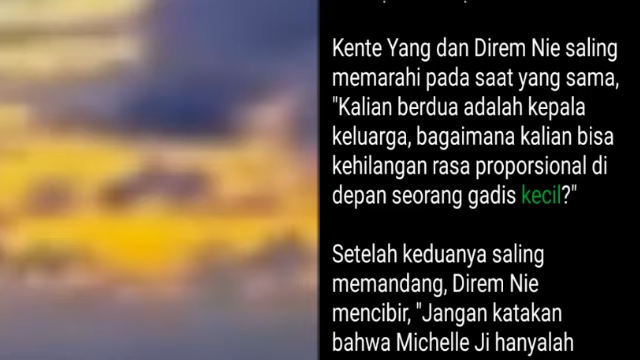 Kente Yang dan Direm Nie saling
memarahi pada saat yang sama,
"Kalian berdua adalah kepala
keluarga, bagaimana kalian bisa
kehilangan rasa proporsional di
depan seorang gadis kecil?"
Setelah keduanya saling
memandang, Direm Nie
mencibir, "Jangan katakan
bahwa Michelle Ji hanyalah